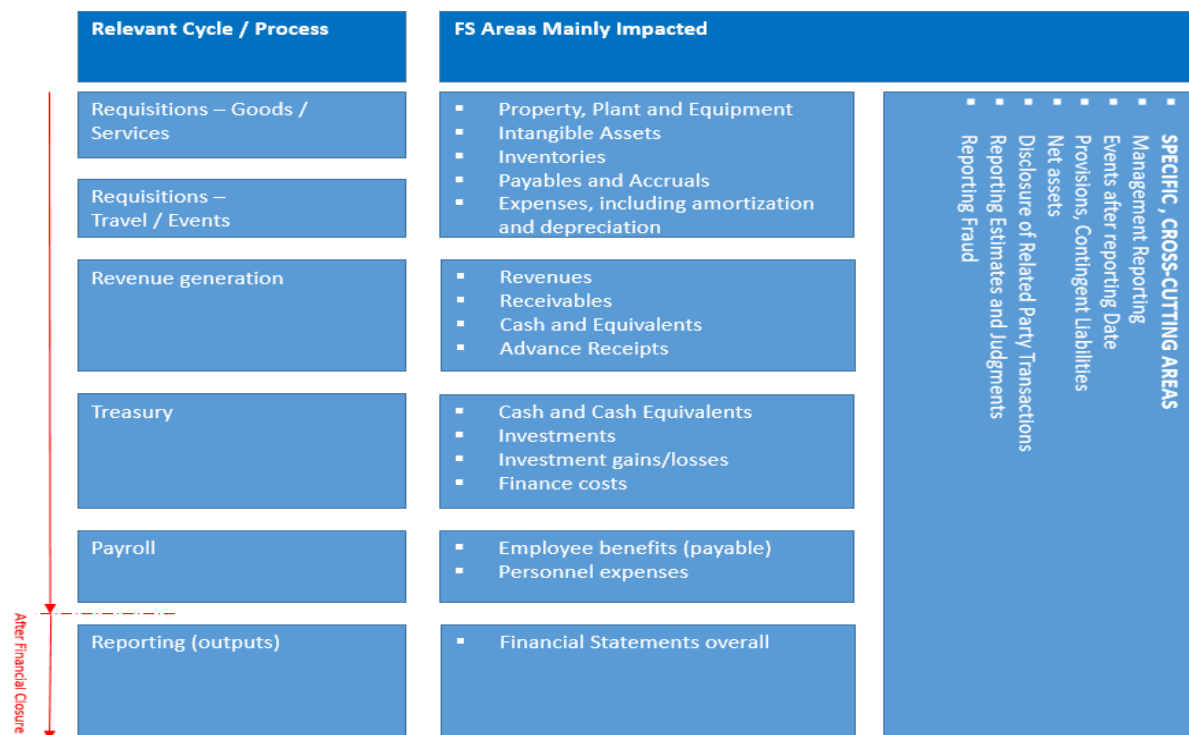 Relevant Cycle / Process
FS Areas Mainly Impacted
Requisitions – Goods /
Services
Requisitions –
Travel / Events
▪ Property, Plant and Equipment
▪ Intangible Assets
▪ Inventories
▪ Payables and Accruals
▪ Expenses, including amortization
and depreciation
Revenue generation
▪ Revenues
▪ Receivables
▪ Cash and Equivalents
▪ Advance Receipts
Treasury
▪ Cash and Cash Equivalents
▪ Investments
▪ Investment gains/losses
▪ Finance costs
Payroll
▪ Employee benefits (payable)
▪ Personnel expenses
Reporting (outputs)
▪ Financial Statements overall
▪ SPECIFIC , CROSS-CUTTING AREAS
▪ Management Reporting
▪ Events after reporting Date
▪ Provisions, Contingent Liabilities
▪ Net assets
▪ Disclosure of Related Party Transactions
▪ Reporting Estimates and Judgments
▪ Reporting Fraud
After Financial Closure